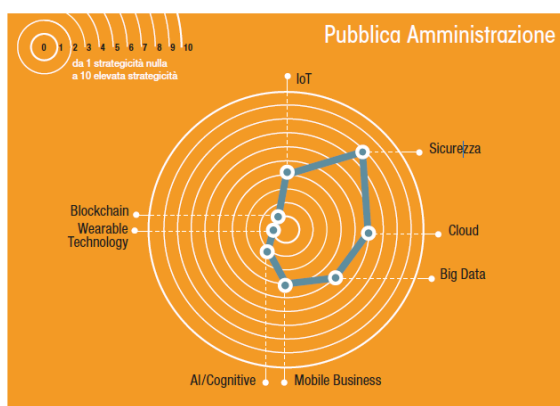 Pubblica Amministrazione
0 1 2 3 4 5 6 7 8 9 10
da 1 strategicità nulla
a 10 elevata strategicità
IoT
Sicurezza
Blockchain
Wearable
Technology
Cloud
Big Data
AI/Cognitive
Mobile Business